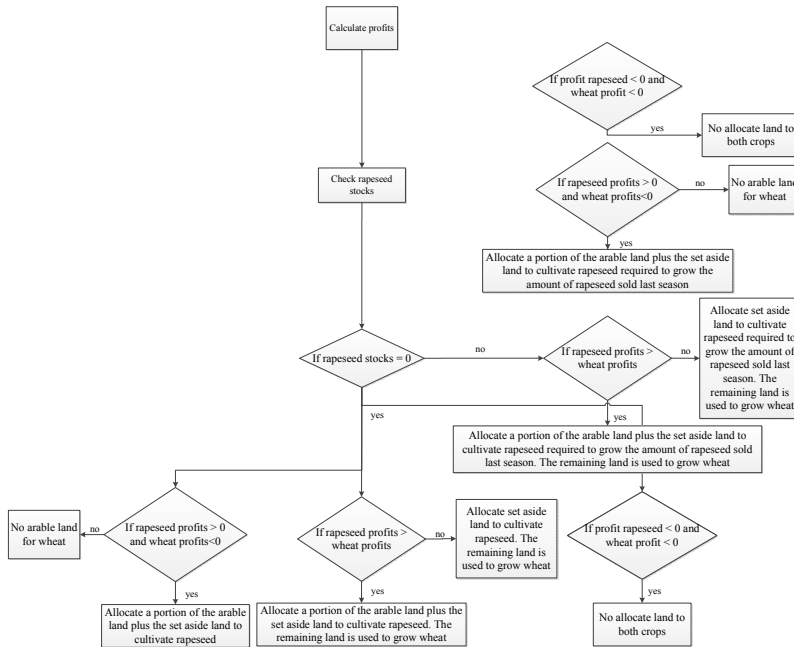 Calculate profits
If profit rapeseed < 0 and
wheat profit < 0
yes
No allocate land to
both crops
Check rapeseed
stocks
If rapeseed profits > 0
and wheat profits<0
no
No arable land
for wheat
yes
Allocate a portion of the arable land plus the set aside
land to cultivate rapeseed required to grow the
amount of rapeseed sold last season
If rapeseed stocks = 0
no
If rapeseed profits >
wheat profits
no
Allocate set aside
land to cultivate
rapeseed required to
grow the amount of
rapeseed sold last
season. The
remaining land is
used to grow wheat
yes
yes
Allocate a portion of the arable land plus the set aside land to
cultivate rapeseed required to grow the amount of rapeseed sold
last season. The remaining land is used to grow wheat
No arable land
for wheat
no
If rapeseed profits > 0
and wheat profits<0
If rapeseed profits >
wheat profits
no
Allocate set aside
land to cultivate
rapeseed. The
remaining land is
used to grow wheat
If profit rapeseed < 0 and
wheat profit < 0
yes
yes
yes
Allocate a portion of the arable
land plus the set aside land to
cultivate rapeseed
Allocate a portion of the arable land plus the
set aside land to cultivate rapeseed. The
remaining land is used to grow wheat
No allocate land to
both crops